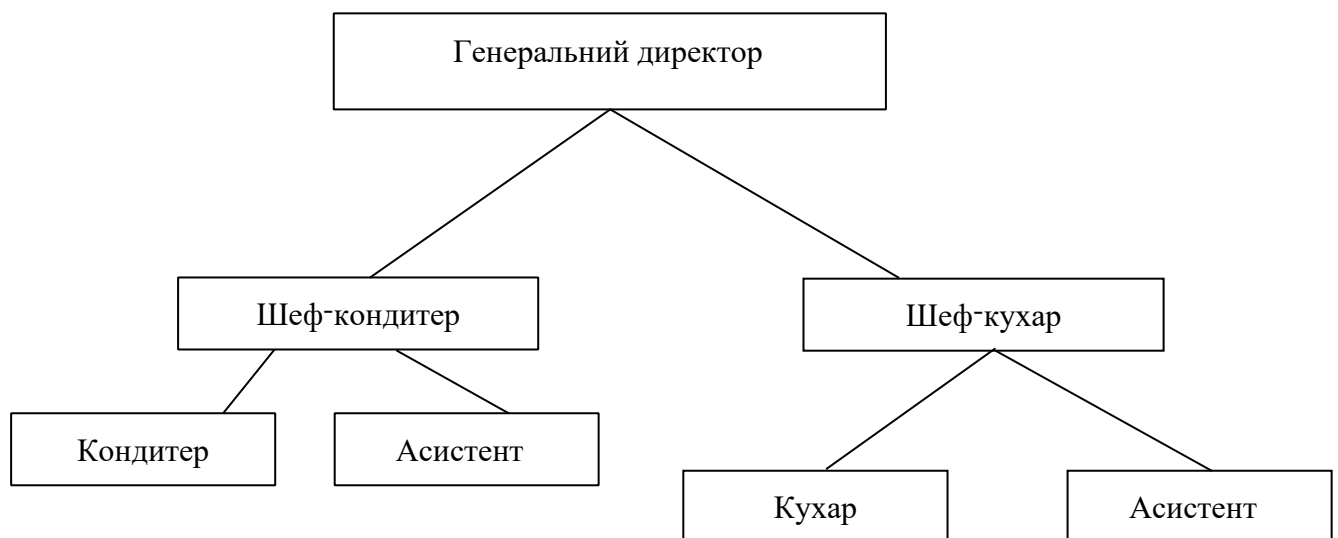 Генеральний директор
Шеф-кондитер
Шеф-кухар
Кондитер
Асистент
Кухар
Асистент